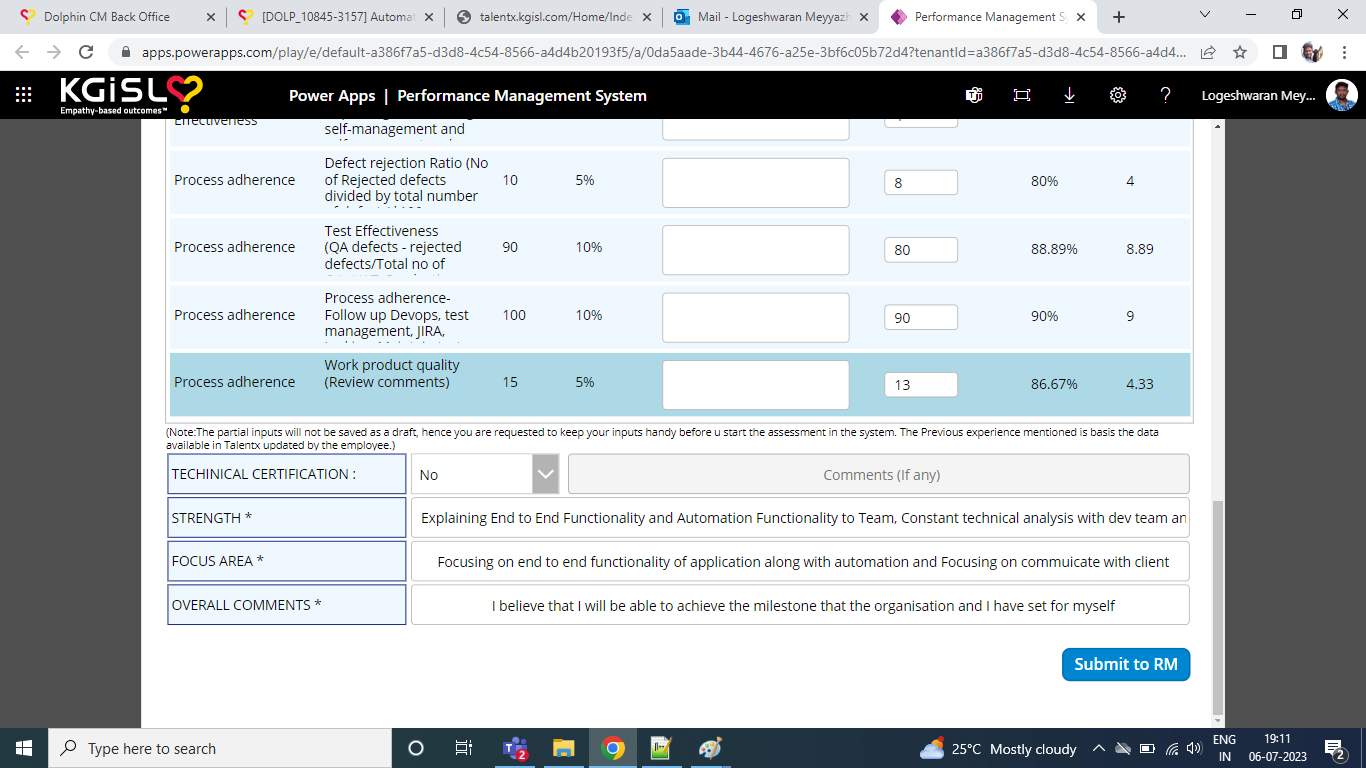 Dolphin CM Back Office
[DOLP_10845-3157] Automat
talentx.kgisl.com/Home/Inde
Mail - Logeshwaran Meyyazh
Performance Management S
apps.powerapps.com/play/e/default-a386f7a5-d3d8-4c54-8566-a4d4b20193f5/a/0da5aade-3b44-4676-a25e-3bf6c05b72d4?tenantId=a386f7a5-d3d8-4c54-8566-a4d4...
KGiSL
Empathy-based outcomes™
Power Apps | Performance Management System
Logeshwaran Mey...
Effectiveness
self-management and
Process adherence
Defect rejection Ratio (No
of Rejected defects
divided by total number
10
5%
8
80%
4
Process adherence
Test Effectiveness
(QA defects - rejected
defects/Total no of
90
10%
80
88.89%
8.89
Process adherence
Process adherence-
Follow up Devops, test
management, JIRA,
100
10%
90
90%
9
Process adherence
Work product quality
(Review comments)
15
5%
13
86.67%
4.33
(Note:The partial inputs will not be saved as a draft, hence you are requested to keep your inputs handy before u start the assessment in the system. The Previous experience mentioned is basis the data
available in Talentx updated by the employee.)
TECHINICAL CERTIFICATION :
No
Comments (If any)
STRENGTH *
Explaining End to End Functionality and Automation Functionality to Team, Constant technical analysis with dev team an
FOCUS AREA *
Focusing on end to end functionality of application along with automation and Focusing on commuicate with client
OVERALL COMMENTS *
I believe that I will be able to achieve the milestone that the organisation and I have set for myself
Submit to RM
Type here to search
2
25°C Mostly cloudy
ENG
IN
19:11
06-07-2023
2